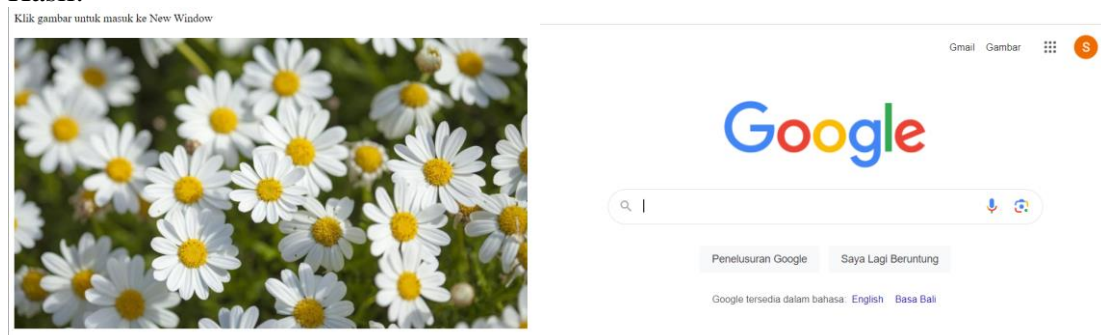 Klik gambar untuk masuk ke New Window
Gmail Gambar S
Google
Penelusuran Google Saya Lagi Beruntung
Google tersedia dalam bahasa: English Basa Bali